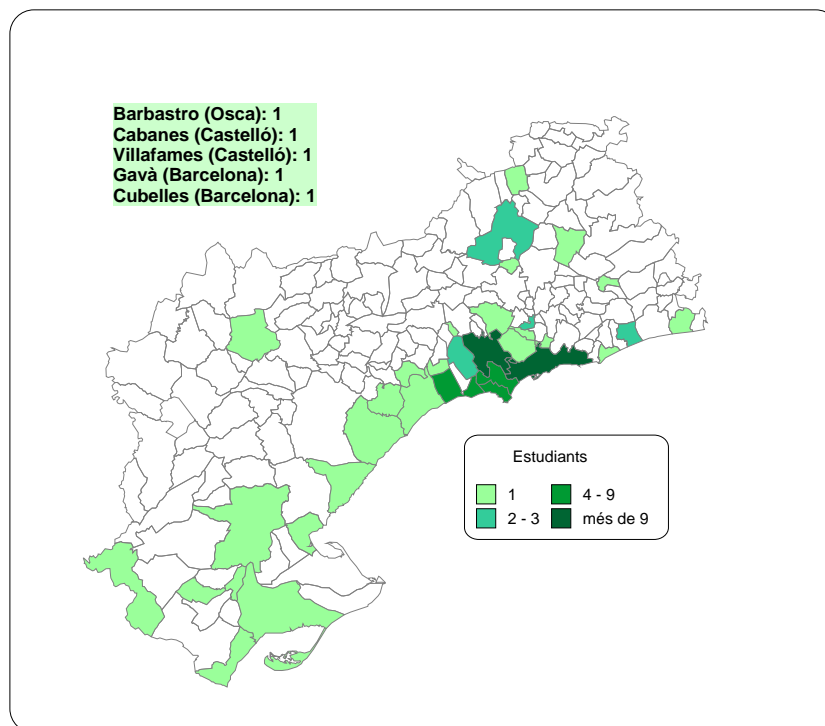 Barbastro (Osca): 1
Cabanes (Castelló): 1
Villafames (Castelló): 1
Gavà (Barcelona): 1
Cubelles (Barcelona): 1
Estudiants
1
4 - 9
2 - 3
més de 9